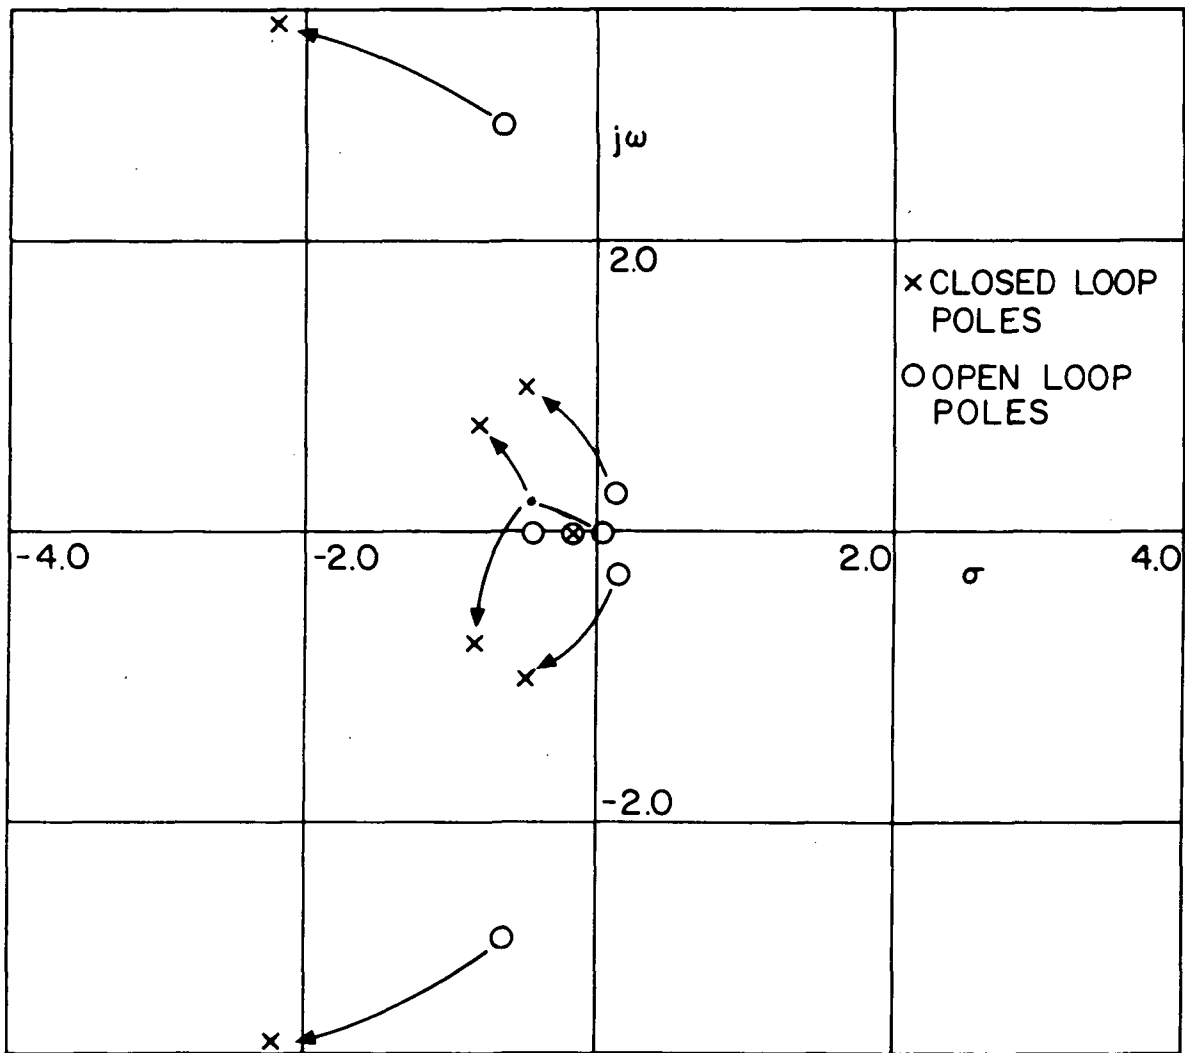 jω
2.0
× CLOSED LOOP
POLES
○ OPEN LOOP
POLES
-4.0
-2.0
2.0
4.0
σ
-2.0